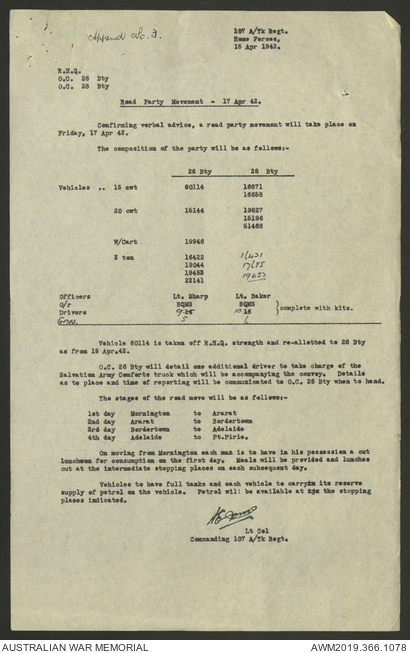 Append No. 2.
107 A/Tk Regt.
Home Forces,
15 Apr 1942.
R.H.Q.
O.C. 26 Bty
O.C. 28 Bty
Road Party Movement - 17 Apr 42.
Confirming verbal advice, a road party movement will take place on
Friday, 17 Apr 42.
The composition of the party will be as follows:-
26 Bty 28 Bty
Vehicles .. 15 cwt 60114 16671
16656
20 cwt 15144 19827
15196
51466
W/Cart 19946
3 ton 16422 16421
19044 17685
19453 19452
22141
Officers Lt. Sharp Lt. Baker
O/r BQMS BQMS complete with kits.
Drivers 9 10 16
Gnrs. 5 6
Vehicle 60114 is taken off R.H.Q. strength and re-allotted to 26 Bty
as from 15 Apr.42.
O.C. 26 Bty will detail one additional driver to take charge of the
Salvation Army Comforts truck which will be accompanying the convoy. Details
as to place and time of reporting will be communicated to O.C. 26 Bty when to hand.
The stages of the road move will be as follows:-
1st day Mornington to Ararat
2nd day Ararat to Bordertown
3rd day Bordertown to Adelaide
4th day Adelaide to Pt.Pirie.
On moving from Mornington each man is to have in his possession a cut
luncheon for consumption on the first day. Meals will be provided and lunches
cut at the intermediate stopping places on each subsequent day.
Vehicles to have full tanks and each vehicle to carry its reserve
supply of petrol on the vehicle. Petrol will be available at the stopping
places indicated.
Lt Col
Commanding 107 A/Tk Regt.
AUSTRALIAN WAR MEMORIAL
AWM2019.366.1078